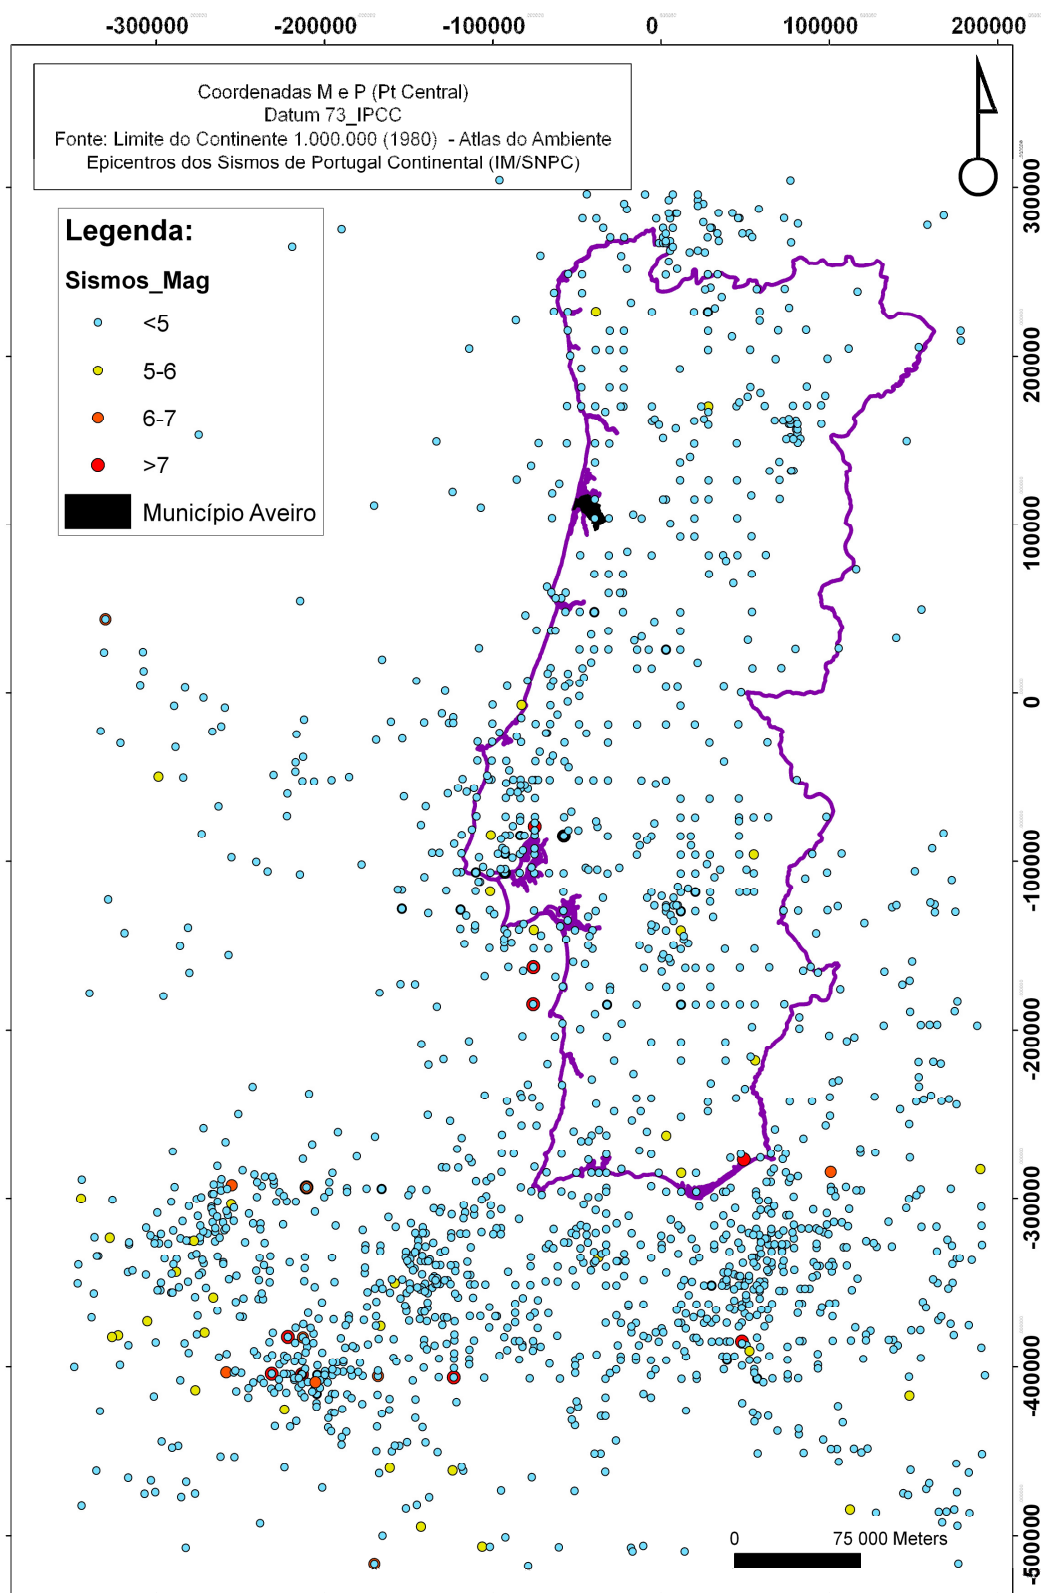 -300000 -200000 -100000 0 1000000 200000
Coordenadas M e P (Pt Central)
Datum 73_IPCC
Fonte: Limite do Continente 1.000.000 (1980) - Atlas do Ambiente
Epicentros dos Sismos de Portugal Continental (IM/SNPC)
Legenda:
Sismos_Mag
<5
5-6
6-7
>7
Município Aveiro
300000
200000
100000
0
-100000
-200000
-300000
-400000
-500000
0 75 000 Meters